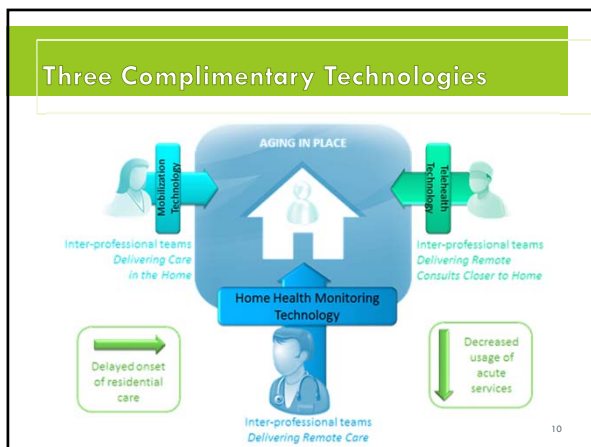 Three Complimentary Technologies
AGING IN PLACE
Mobilization
Technology
Telehealth
Technology
Inter-professional teams
Delivering Care
in the Home
Inter-professional teams
Delivering Remote
Consults Closer to Home
Home Health Monitoring
Technology
Delayed onset
of residential
care
Decreased
usage of
acute
services
Inter-professional teams
Delivering Remote Care
10